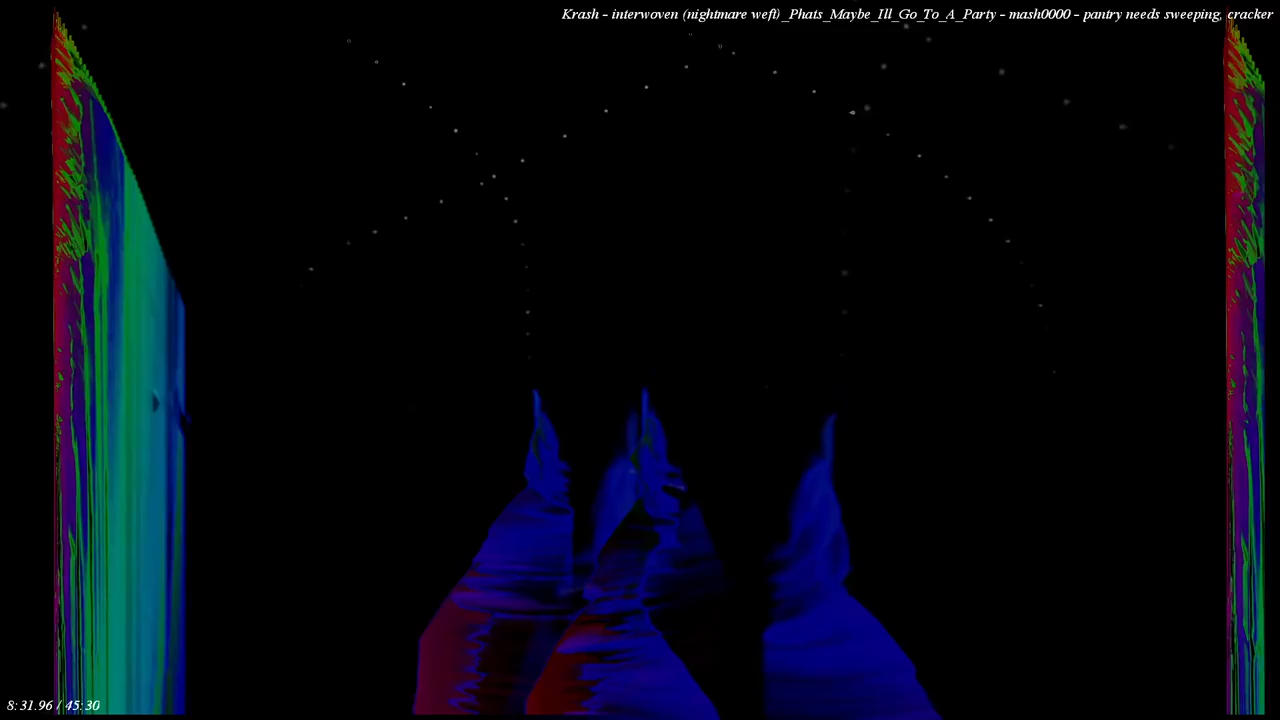 Krash - interwoven (nightmare weft)_Phats_Maybe_Ill_Go_To_A_Party - mash0000 - pantry needs sweeping, cracker
8:31.96 / 45:30